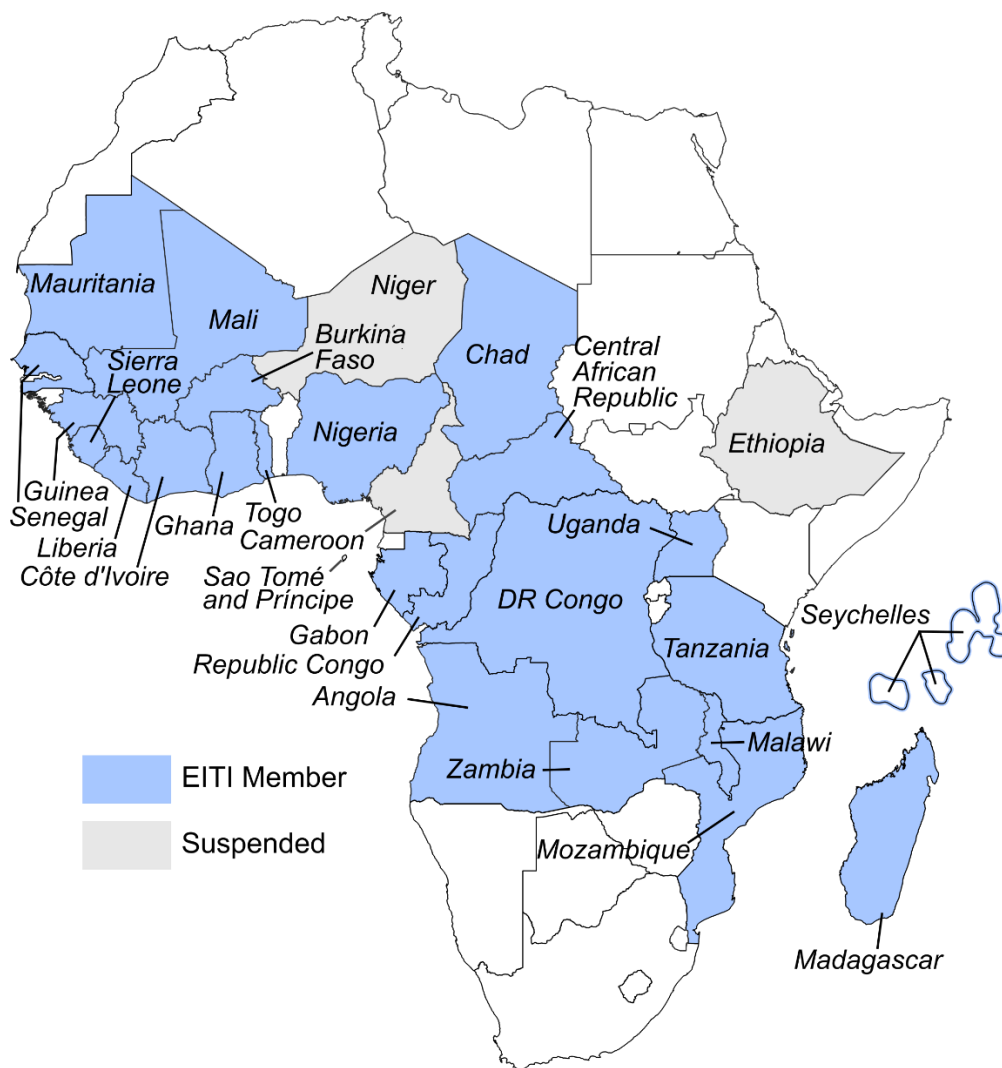 Mauritania
Niger
Mali
Burkina
Faso
Sierra
Leone
Chad
Central
African
Republic
Nigeria
Ethiopia
Guinea
Senegal
Liberia
Côte d'Ivoire
Ghana
Togo
Cameroon
Uganda
Sao Tomé
and Príncipe
DR Congo
Seychelles
Gabon
Republic Congo
Tanzania
Angola
Malawi
Zambia
EITI Member
Suspended
Mozambique
Madagascar